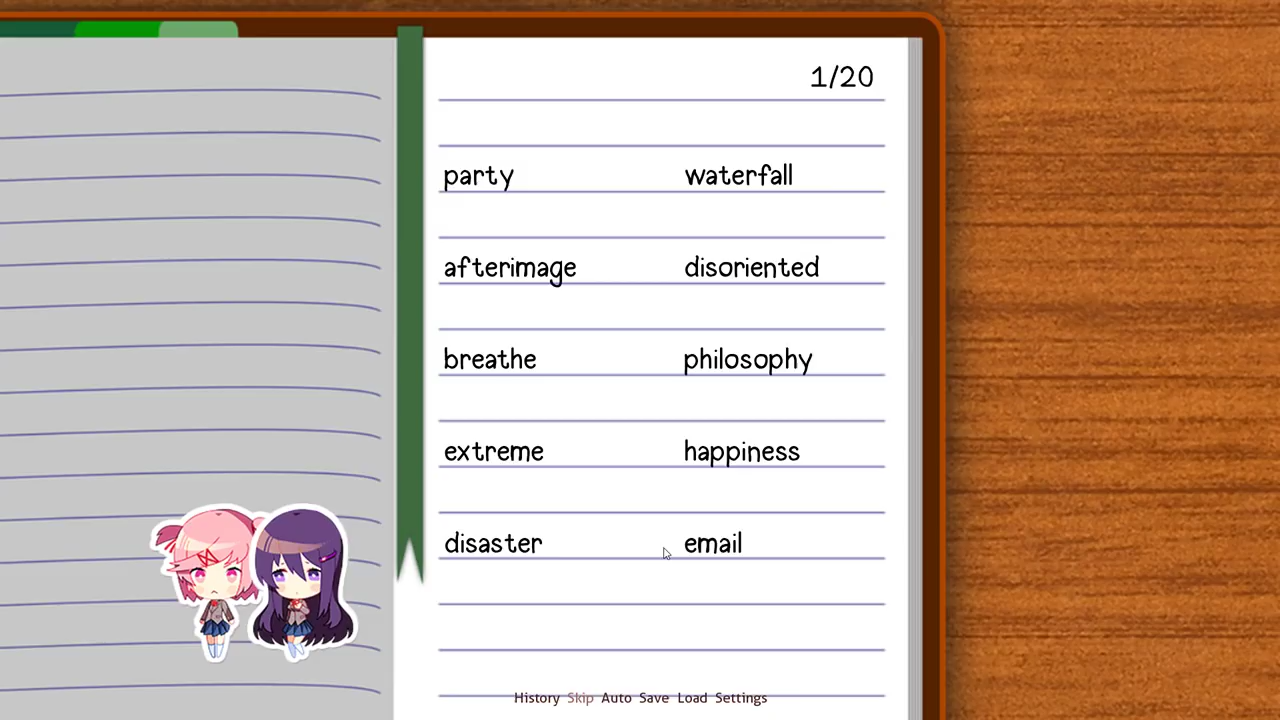 1/20
party waterfall
afterimage disoriented
breathe philosophy
extreme happiness
disaster email
History Skip Auto Save Load Settings